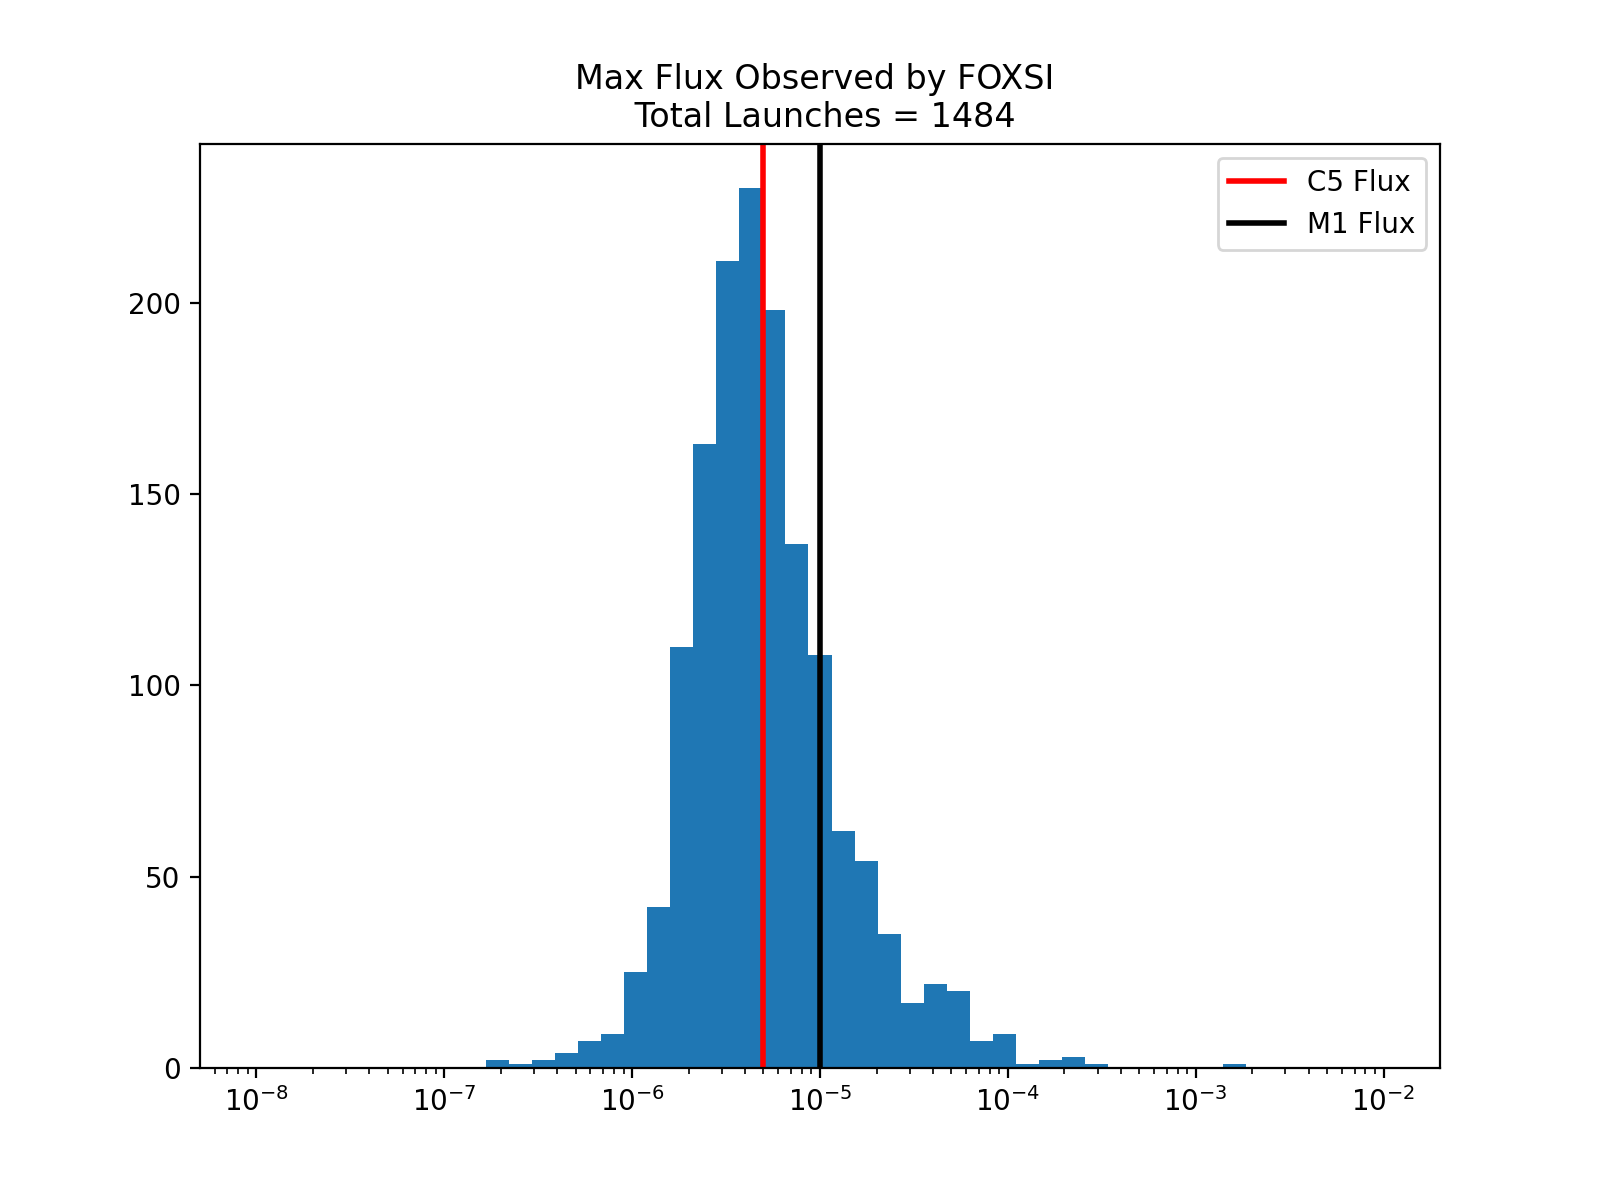 Max Flux Observed by FOXSI
Total Launches = 1484
C5 Flux
M1 Flux
200
150
100
50
0
10⁻⁸ 10⁻⁷ 10⁻⁶ 10⁻⁵ 10⁻⁴ 10⁻³ 10⁻²